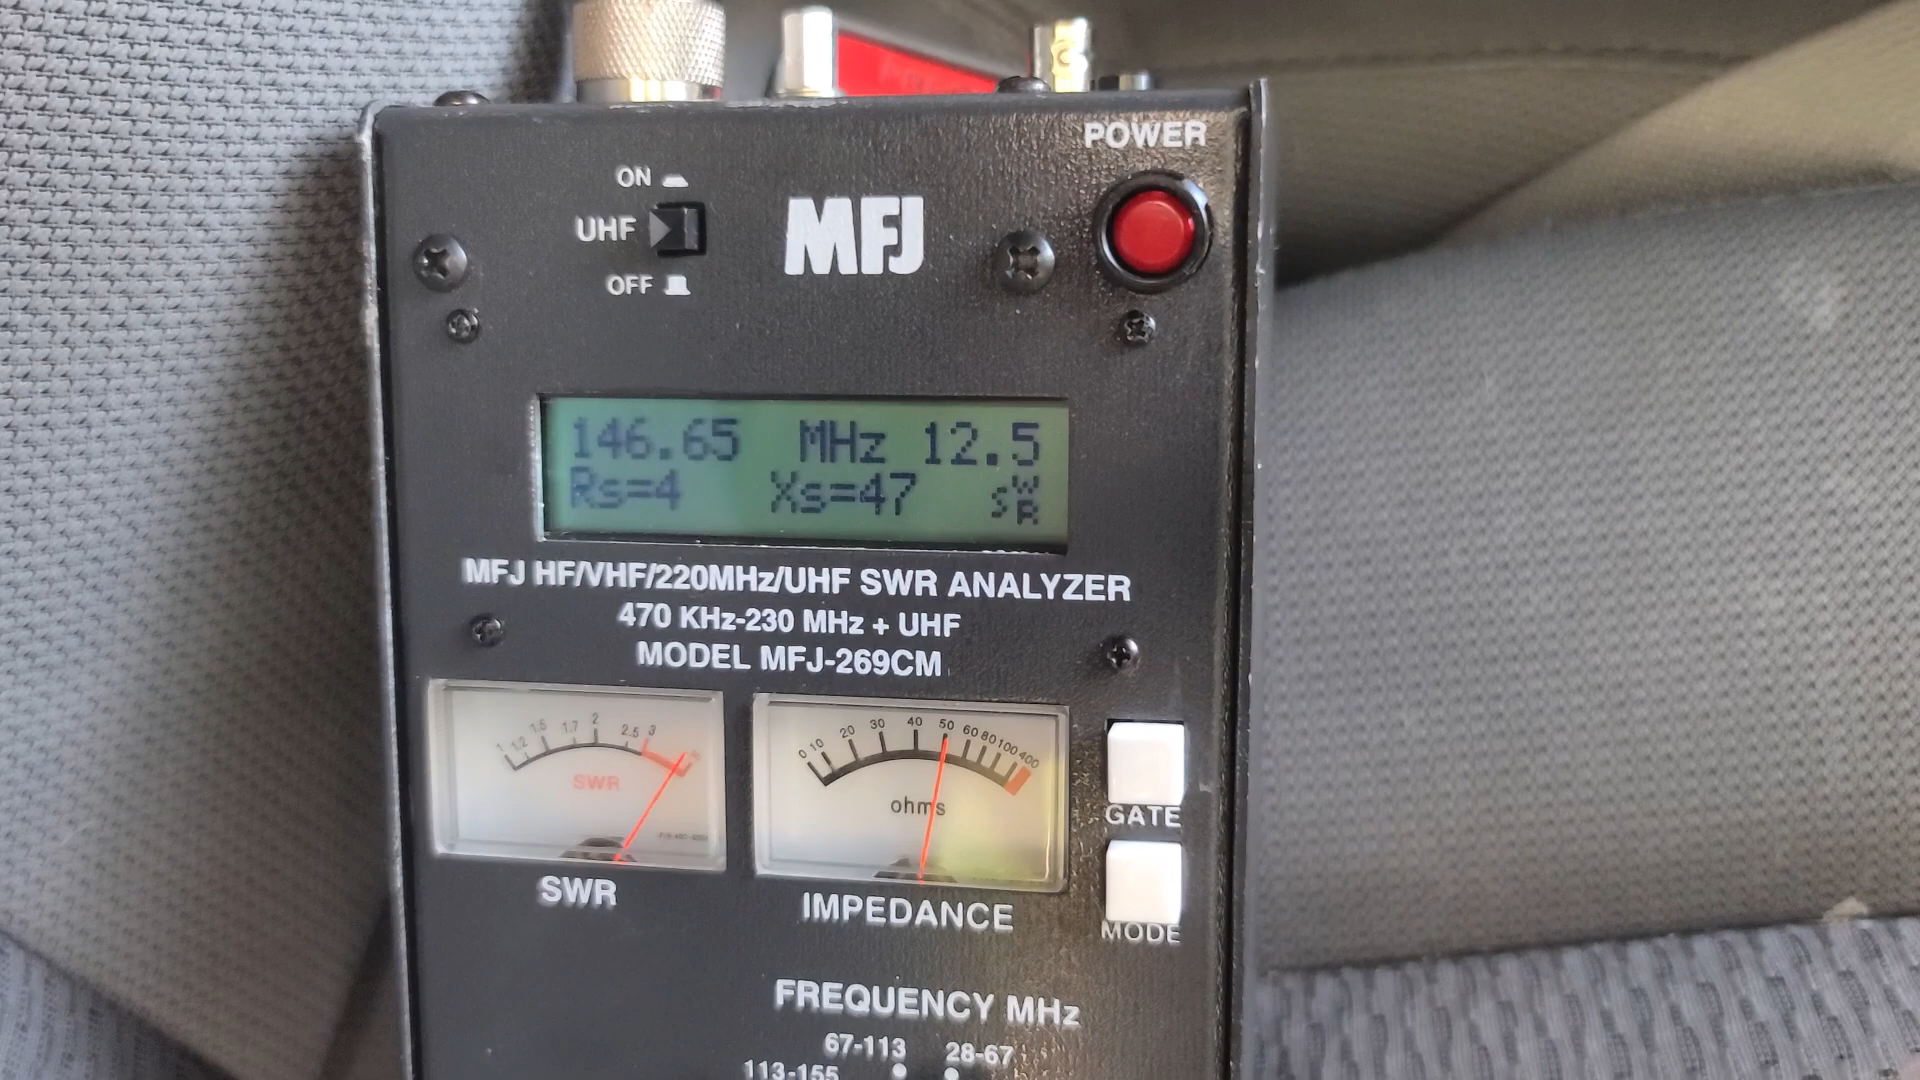 POWER
ON
UHF
OFF
MFJ
146.65 MHz 12.5
Rs=4 Xs=47 SWR
MFJ HF/VHF/220MHz/UHF SWR ANALYZER
470 KHz-230 MHz + UHF
MODEL MFJ-269CM
1 1.2 1.5 1.7 2 2.5 3
SWR
0 10 20 30 40 50 60 80 100 400
ohms
GATE
SWR
IMPEDANCE
MODE
FREQUENCY MHz
67-113 28-67
113-155